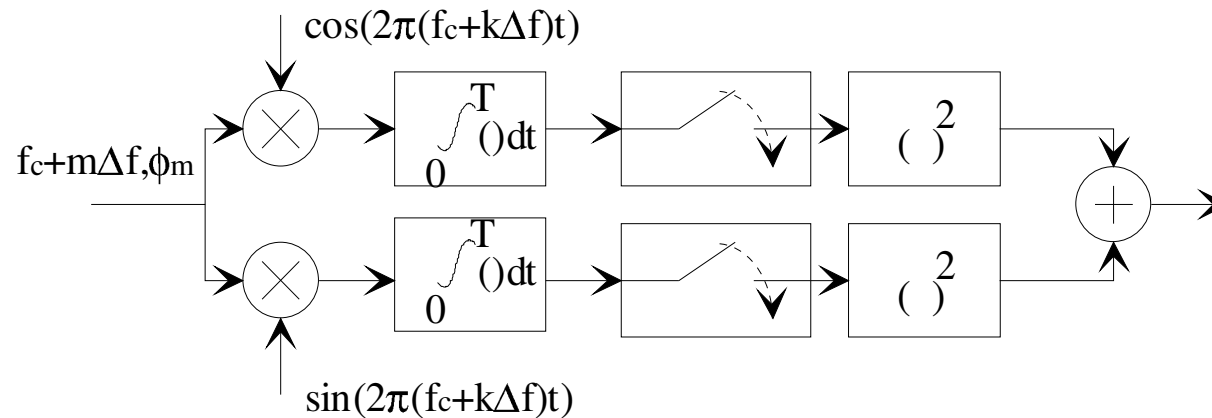 cos(2π(fc+kΔf)t)
T
∫ ()dt
0
( )²
fc+mΔf,ϕm
+
T
∫ ()dt
0
( )²
sin(2π(fc+kΔf)t)